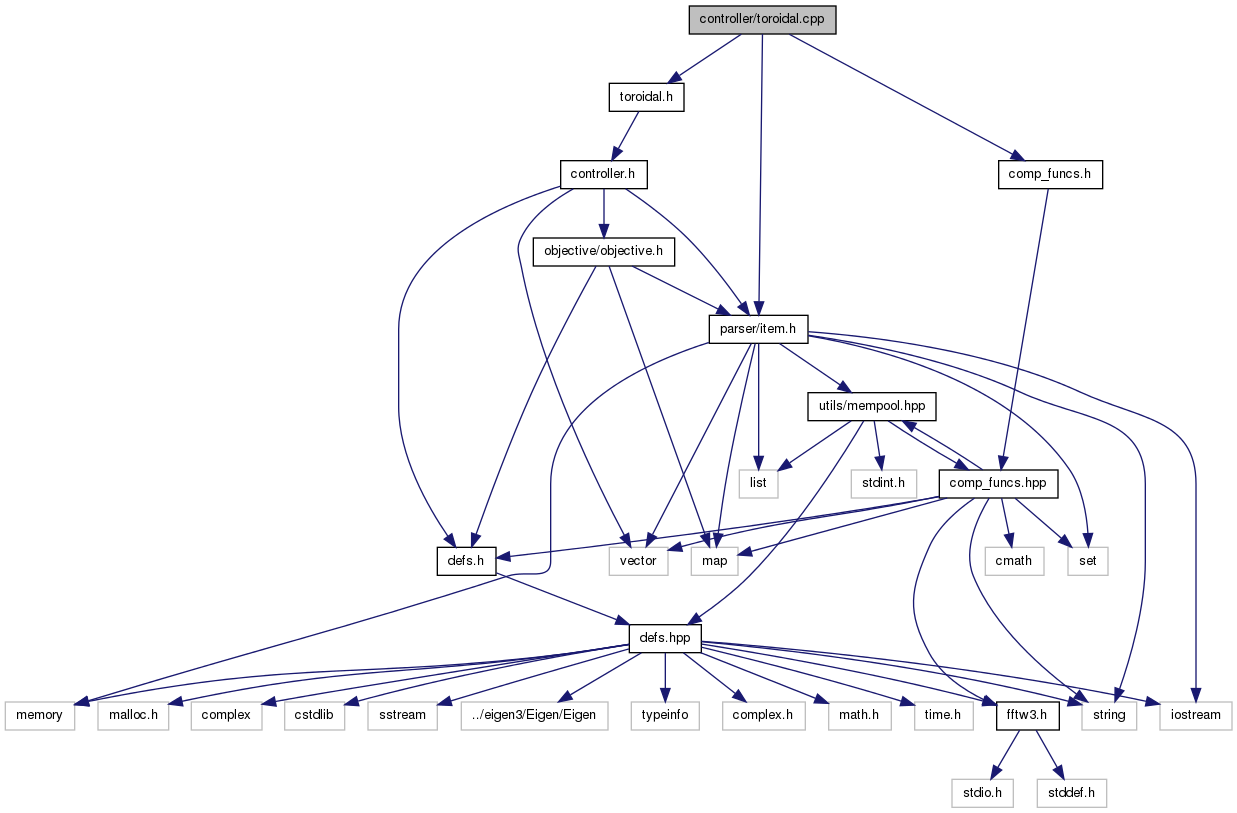 controller/toroidal.cpp
toroidal.h
controller.h
comp_funcs.h
objective/objective.h
parser/item.h
utils/mempool.hpp
list
stdint.h
comp_funcs.hpp
defs.h
vector
map
cmath
set
defs.hpp
memory
malloc.h
complex
cstdlib
sstream
../eigen3/Eigen/Eigen
typeinfo
complex.h
math.h
time.h
fftw3.h
string
iostream
stdio.h
stddef.h